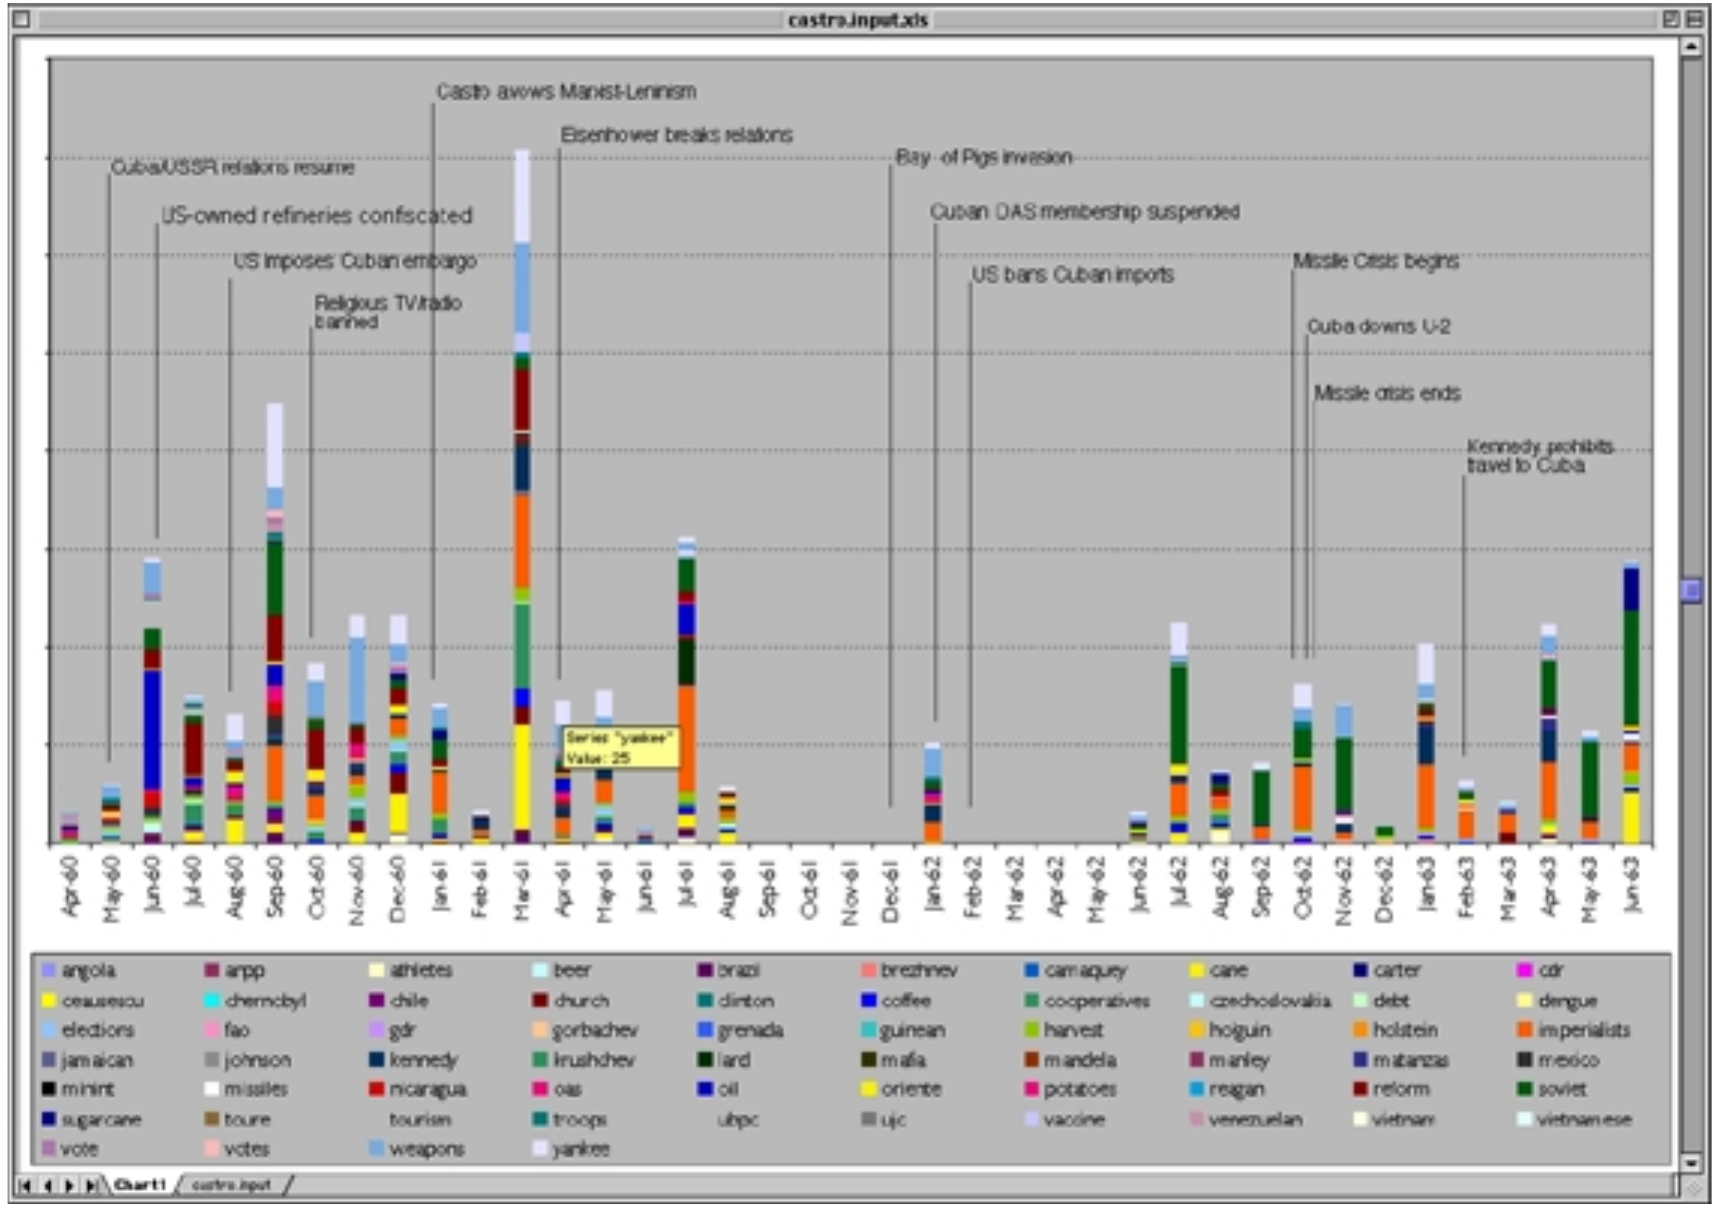 castro.input.xls
Castro avows Marxist-Leninism
Eisenhower breaks relations
Bay of Pigs invasion
Cuba/USSR relations resume
US-owned refineries confiscated
Cuban OAS membership suspended
US imposes Cuban embargo
Missile Crisis begins
US bans Cuban imports
Religious TV/radio
banned
Cuba downs U-2
Missile crisis ends
Kennedy prohibits
travel to Cuba
Series "yankee"
Value: 25
Apr-60 May-60 Jun-60 Jul-60 Aug-60 Sep-60 Oct-60 Nov-60 Dec-60 Jan-61 Feb-61 Mar-61 Apr-61 May-61 Jun-61 Jul-61 Aug-61 Sep-61 Oct-61 Nov-61 Dec-61 Jan-62 Feb-62 Mar-62 Apr-62 May-62 Jun-62 Jul-62 Aug-62 Sep-62 Oct-62 Nov-62 Dec-62 Jan-63 Feb-63 Mar-63 Apr-63 May-63 Jun-63
angola arpp athletes beer brazil brezhnev camaquey cane carter cdr
ceausescu chernobyl chile church clinton coffee cooperatives czechoslovakia debt dengue
elections fao gdr gorbachev grenada guinean harvest holguin holstein imperialists
jamaican johnson kennedy krushchev lard mafia mandela manley matanzas mexico
minint missiles nicaragua oas oil oriente potatoes reagan reform soviet
sugarcane toure tourism troops ubpc ujc vaccine venezuelan vietnam vietnamese
vote votes weapons yankee
Chart1 castro.input